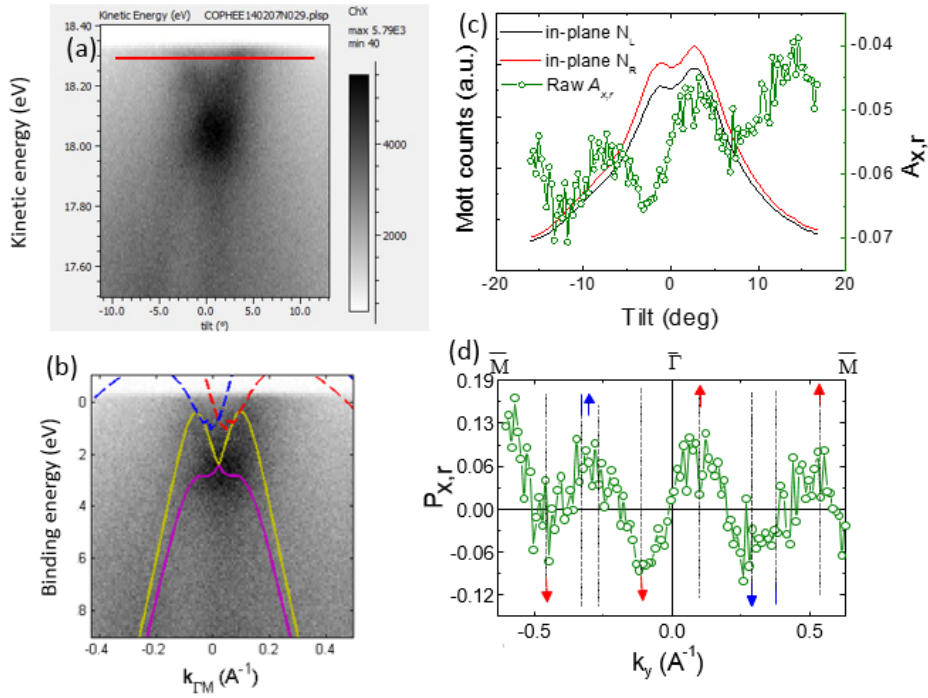 Kinetic Energy (eV) COPHEE140207N029.pisp
ChX
max 5.79E3
min 40
(a)
18.40
18.20
18.00
17.80
17.60
Kinetic energy (eV)
4000
2000
-10.0 -5.0 0.0 5.0 10.0
tilt (°)
(b)
0
2
4
6
8
Binding energy (eV)
-0.4 -0.2 0 0.2 0.4
k_ΓM (A⁻¹)
(c)
in-plane N_L
in-plane N_R
Raw A_x,r
Mott counts (a.u.)
-0.04
-0.05
-0.06
-0.07
A_x,r
-20 -10 0 10 20
Tilt (deg)
(d)
M̅ Γ̅ M̅
0.19
0.13
0.06
0.00
-0.06
-0.12
P_X,r
-0.5 0.0 0.5
k_y (A⁻¹)